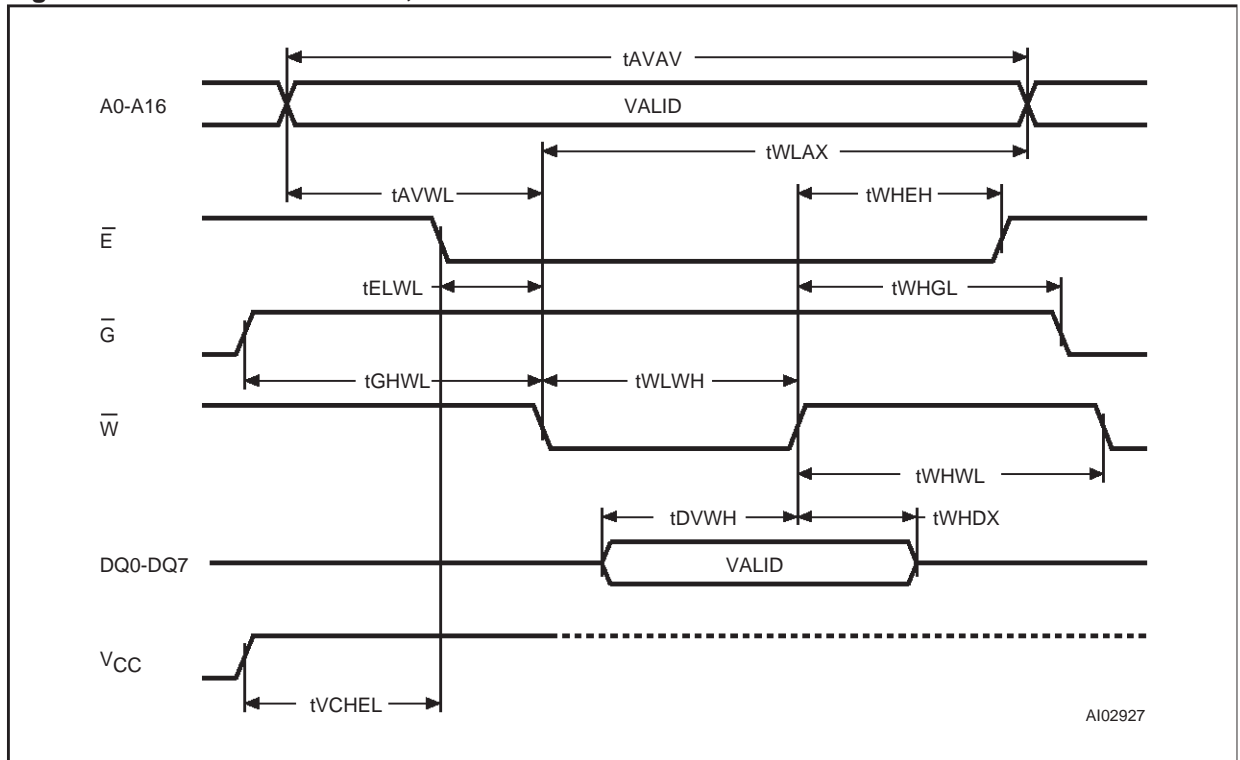 tAVAV
A0-A16
VALID
tWLAX
tAVWL
tWHEH
E̅
tELWL
tWHGL
G̅
tGHWL
tWLWH
W̅
tWHWL
tDVWH
tWHDX
DQ0-DQ7
VALID
VCC
tVCHEL
AI02927